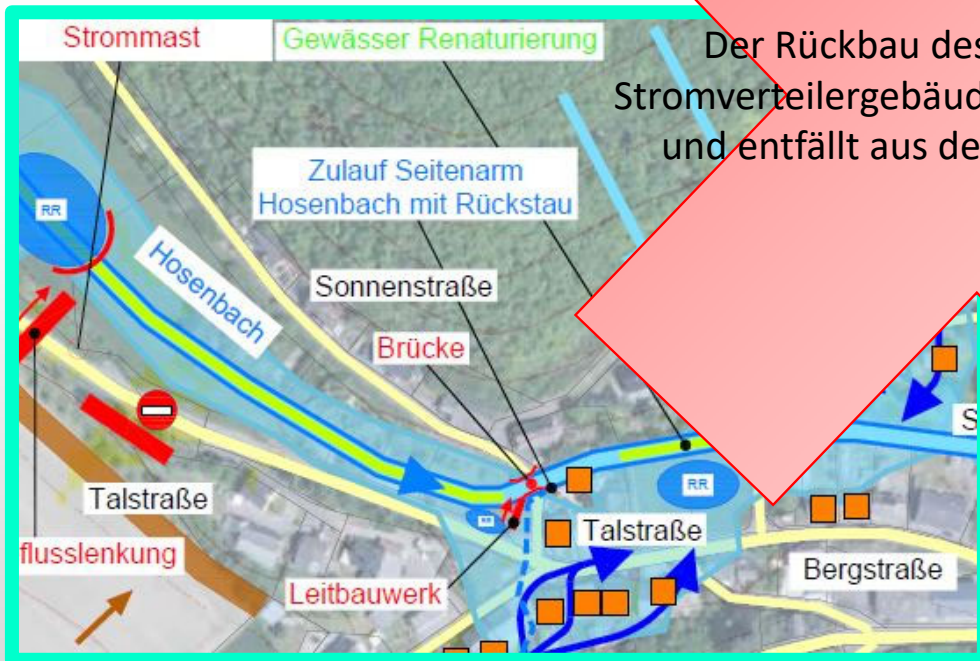 Strommast
Gewässer Renaturierung
Der Rückbau des
Stromverteilergebäud
und entfällt aus de
Zulauf Seitenarm
Hosenbach mit Rückstau
RR
Hosenbach
Sonnenstraße
Brücke
S
RR
RR
Talstraße
Talstraße
flusslenkung
Bergstraße
Leitbauwerk